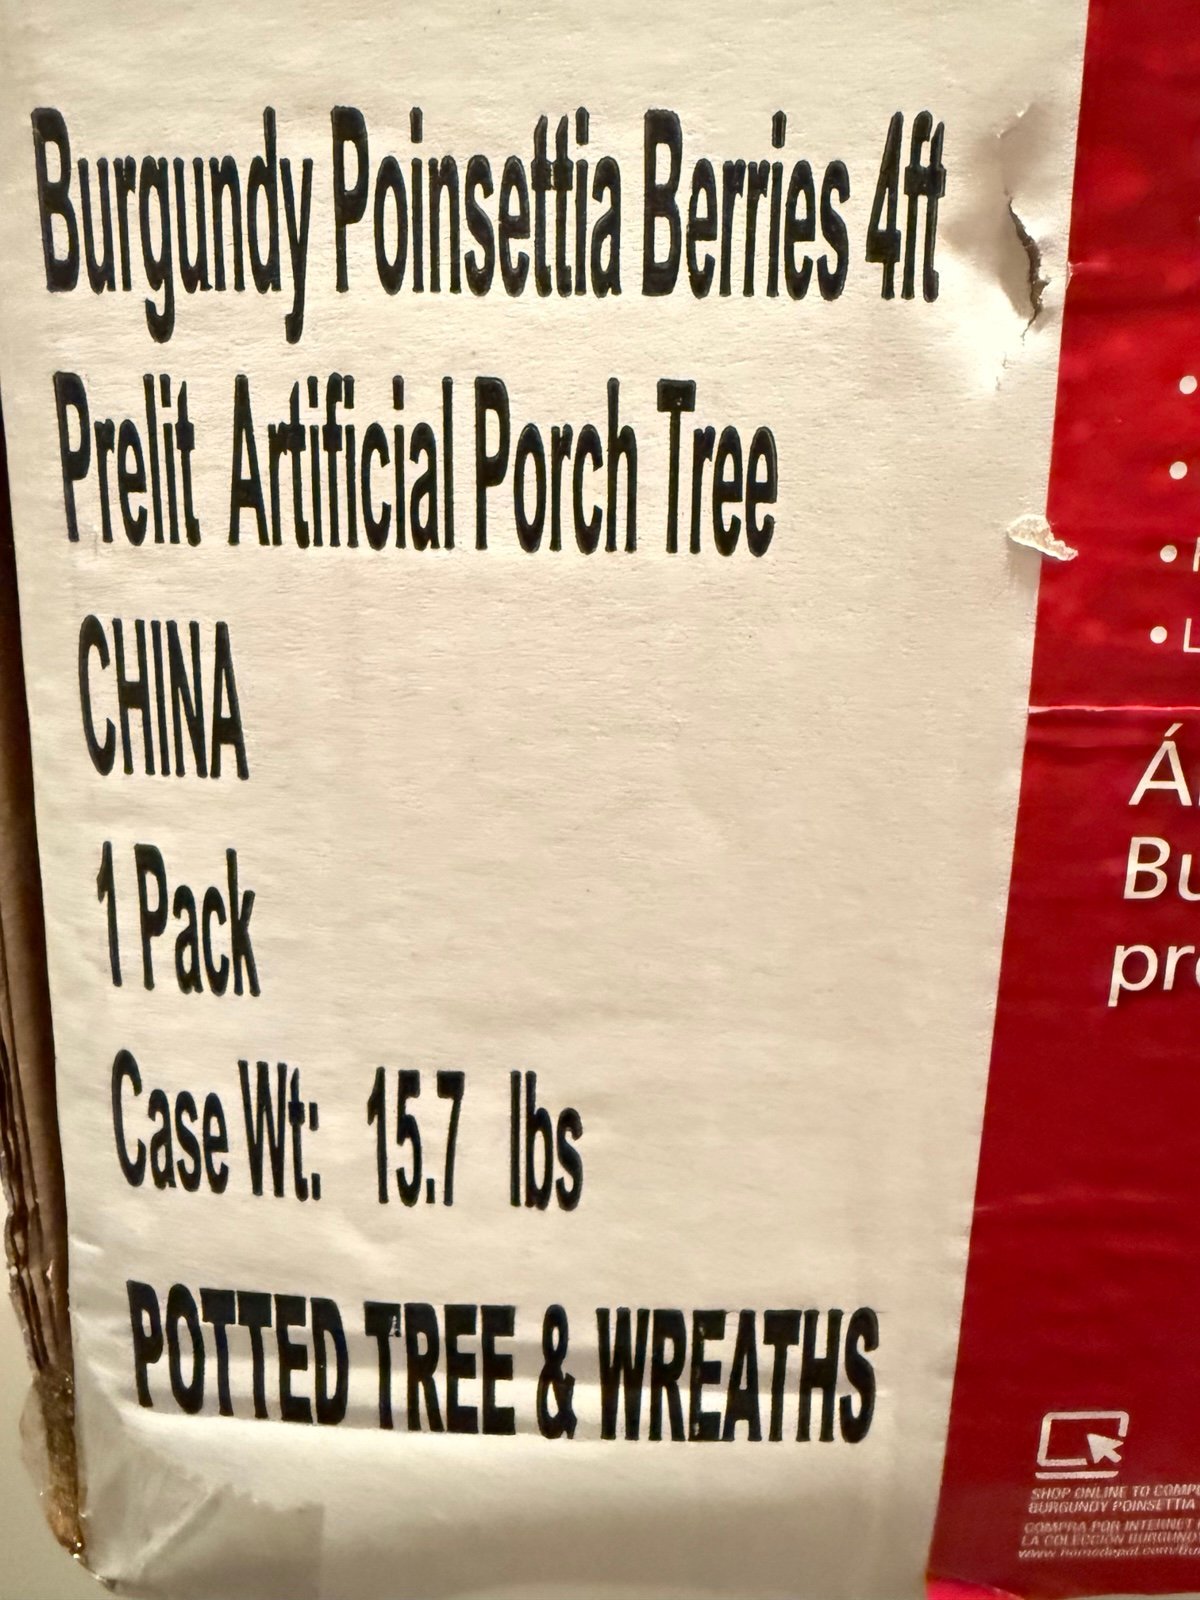 Burgundy Poinsettia Berries 4ft
Prelit Artificial Porch Tree
CHINA
1 Pack
Case Wt: 15.7 lbs
POTTED TREE & WREATHS
Bu
pr
SHOP ONLINE TO
BURGUNDY POINSETTIA
COMPRA POR INTERNET
LA COLECCIÓN